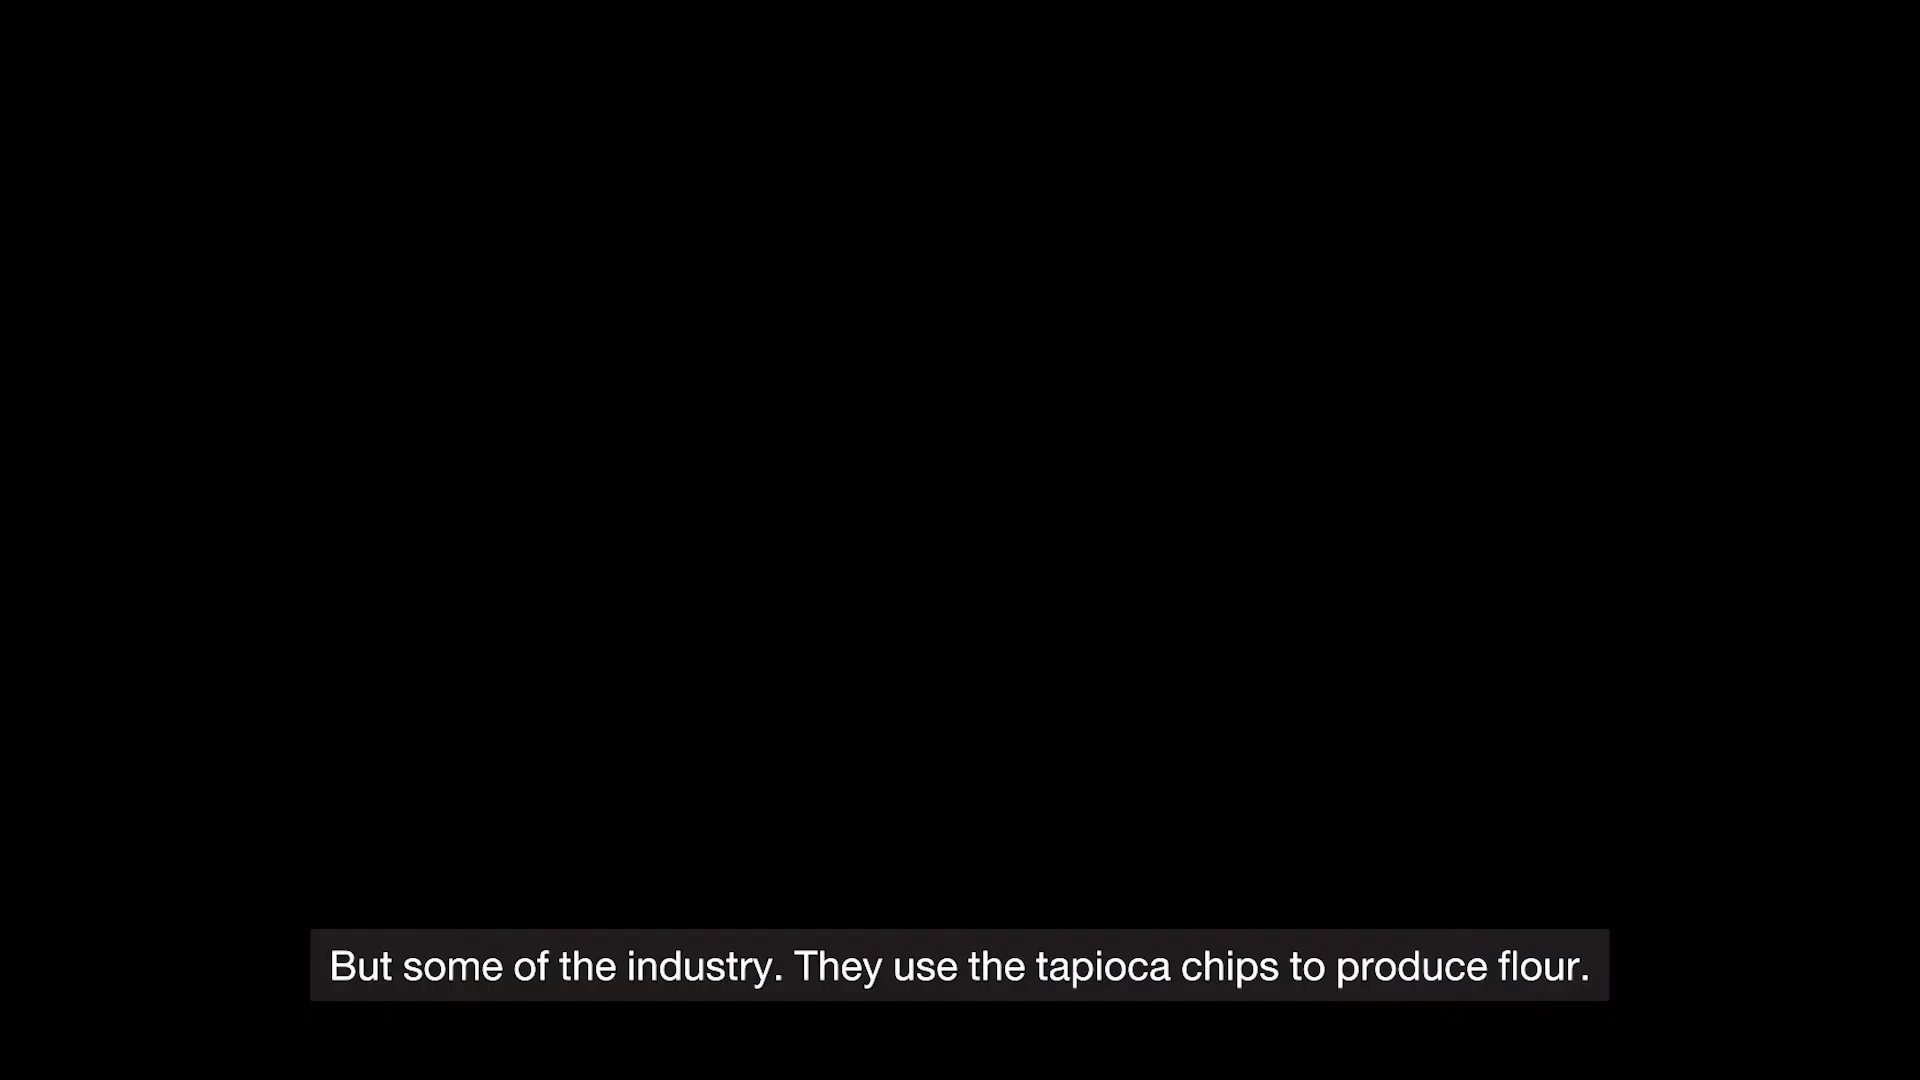 But some of the industry. They use the tapioca chips to produce flour.